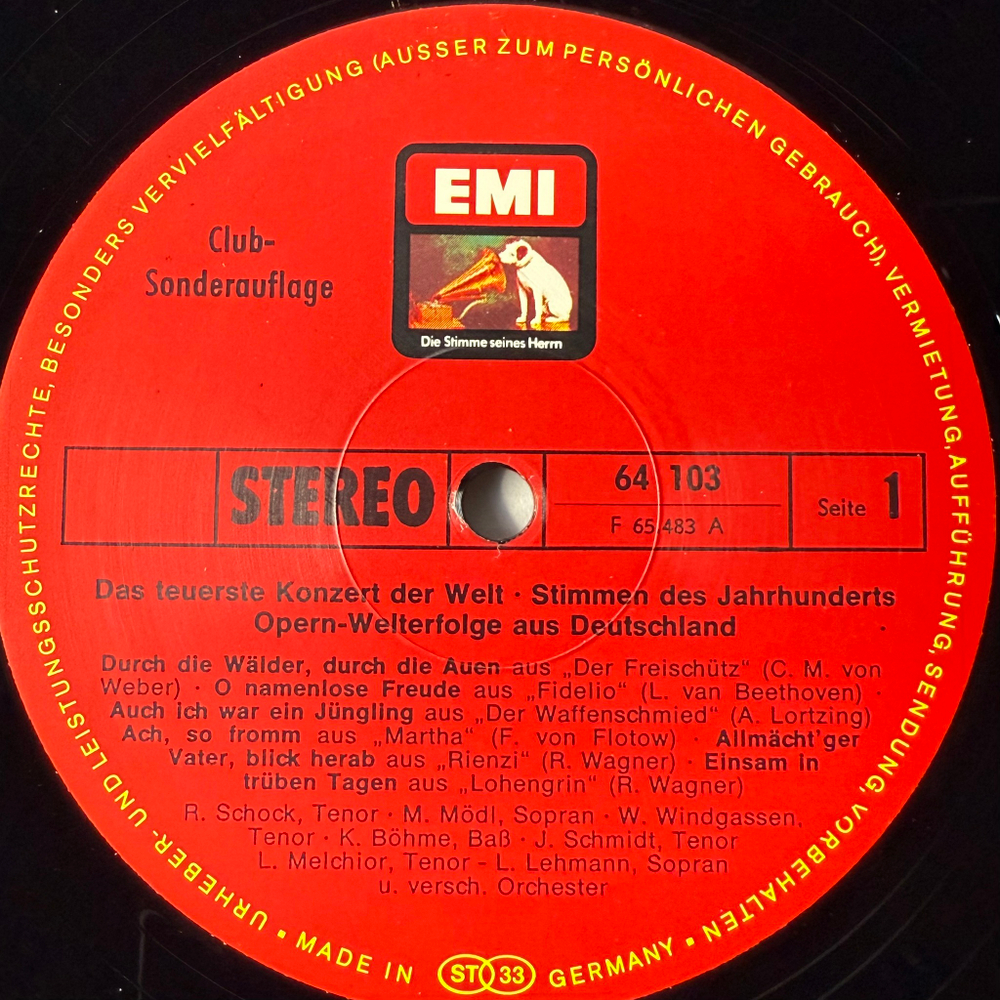 URHEBER- UND LEISTUNGSSCHUTZRECHTE, BESONDERS VERVIELFÄLTIGUNG (AUSSER ZUM PERSÖNLICHEN GEBRAUCH), VERMIETUNG, AUFFÜHRUNG, SENDUNG, VORBEHALTEN ▪
EMI
Die Stimme seines Herrn
Club-
Sonderauflage
STEREO
64 103
F 65 483 A
Seite 1
Das teuerste Konzert der Welt · Stimmen des Jahrhunderts
Opern-Welterfolge aus Deutschland
Durch die Wälder, durch die Auen aus „Der Freischütz“ (C. M. von
Weber) · O namenlose Freude aus „Fidelio“ (L. van Beethoven) ·
Auch ich war ein Jüngling aus „Der Waffenschmied“ (A. Lortzing)
Ach, so fromm aus „Martha“ (F. von Flotow) · Allmächt'ger
Vater, blick herab aus „Rienzi“ (R. Wagner) · Einsam in
trüben Tagen aus „Lohengrin“ (R. Wagner)
R. Schock, Tenor · M. Mödl, Sopran · W. Windgassen,
Tenor · K. Böhme, Baß · J. Schmidt, Tenor
L. Melchior, Tenor - L. Lehmann, Sopran
u. versch. Orchester
▪ MADE IN ST 33 GERMANY ▪